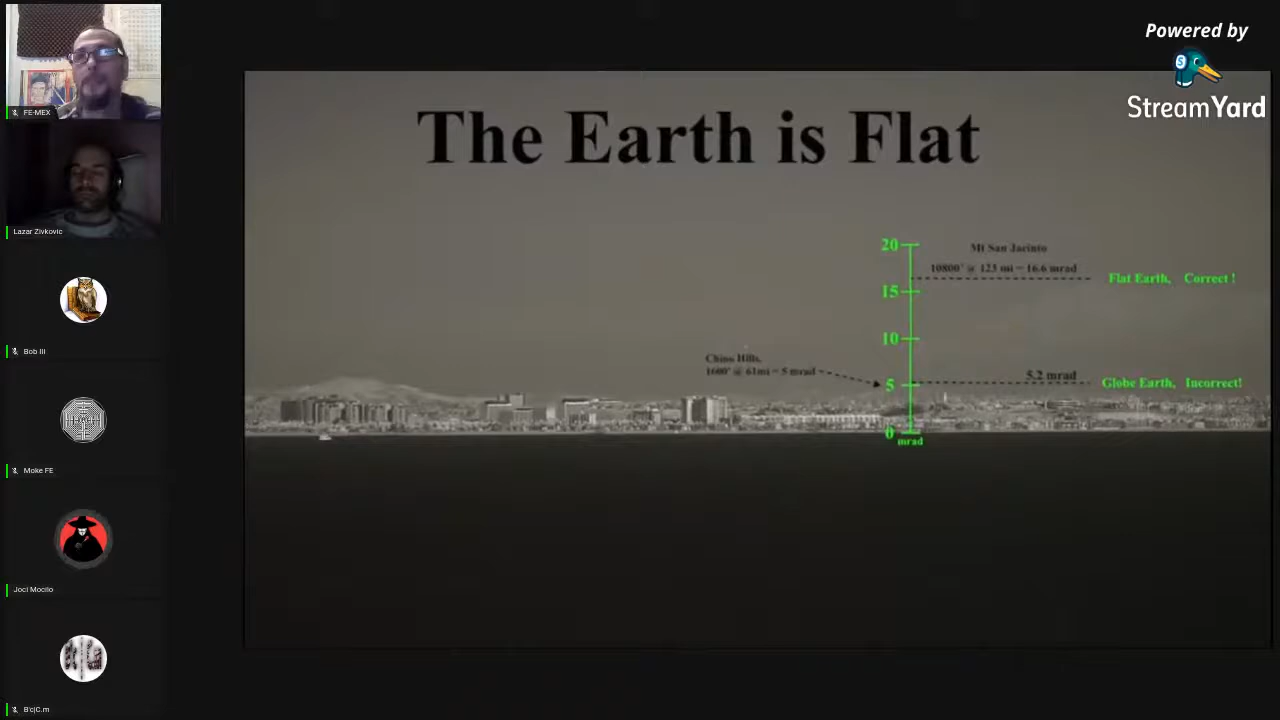 Powered by
StreamYard
FE-MEX
Lazar Zivkovic
Bob III
Moke FE
Joci Mocilo
B'c(C.m
The Earth is Flat
20
Mt San Jacinto
10800' @ 123 mi = 16.6 mrad
Flat Earth, Correct !
15
10
Chino Hills,
1600' @ 61mi = 5 mrad
5
5.2 mrad
Globe Earth, Incorrect!
0
mrad